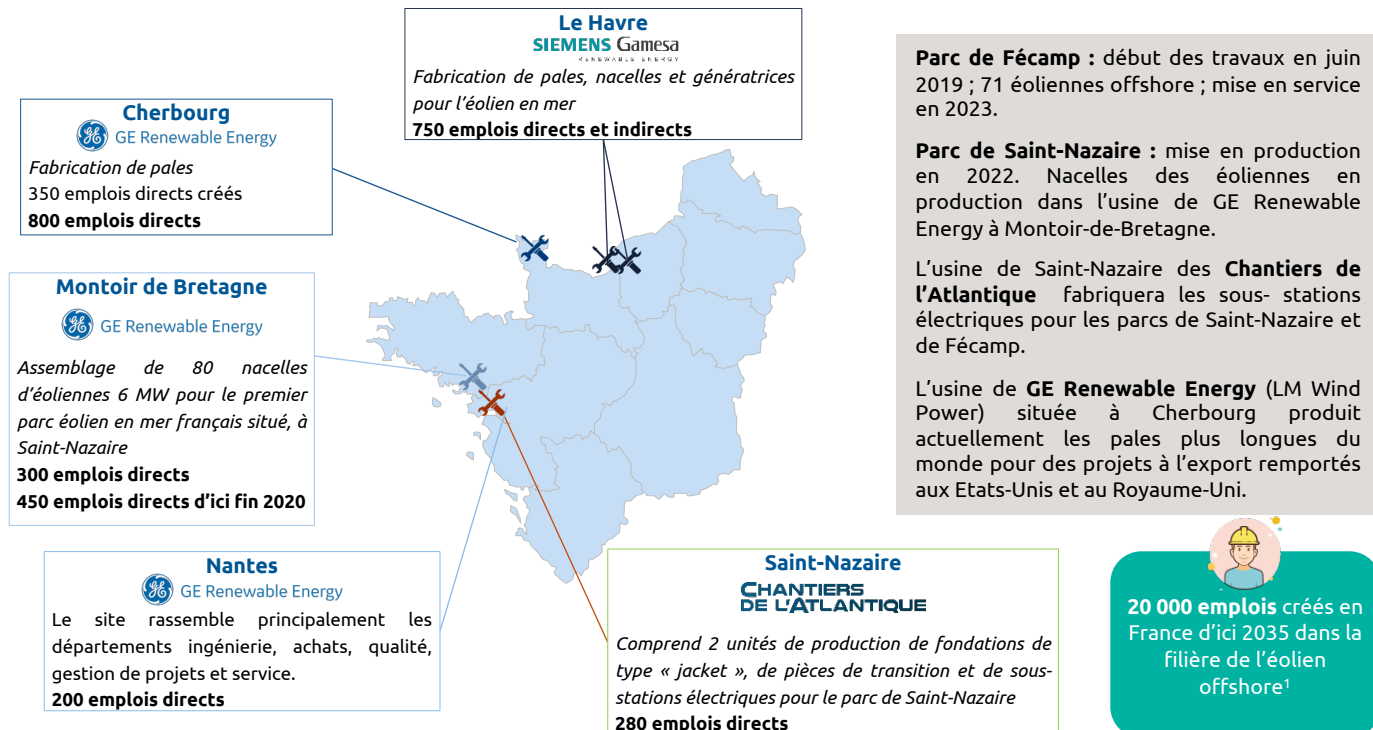 Le Havre
SIEMENS Gamesa
RENEWABLE ENERGY
Fabrication de pales, nacelles et génératrices
pour l'éolien en mer
750 emplois directs et indirects
Cherbourg
GE Renewable Energy
Fabrication de pales
350 emplois directs créés
800 emplois directs
Montoir de Bretagne
GE Renewable Energy
Assemblage de 80 nacelles
d'éoliennes 6 MW pour le premier
parc éolien en mer français situé, à
Saint-Nazaire
300 emplois directs
450 emplois directs d'ici fin 2020
Nantes
GE Renewable Energy
Le site rassemble principalement les
départements ingénierie, achats, qualité,
gestion de projets et service.
200 emplois directs
Saint-Nazaire
CHANTIERS
DE L'ATLANTIQUE
Comprend 2 unités de production de fondations de
type « jacket », de pièces de transition et de sous-
stations électriques pour le parc de Saint-Nazaire
280 emplois directs
Parc de Fécamp : début des travaux en juin
2019 ; 71 éoliennes offshore ; mise en service
en 2023.
Parc de Saint-Nazaire : mise en production
en 2022. Nacelles des éoliennes en
production dans l'usine de GE Renewable
Energy à Montoir-de-Bretagne.
L'usine de Saint-Nazaire des Chantiers de
l'Atlantique fabriquera les sous- stations
électriques pour les parcs de Saint-Nazaire et
de Fécamp.
L'usine de GE Renewable Energy (LM Wind
Power) située à Cherbourg produit
actuellement les pales plus longues du
monde pour des projets à l'export remportés
aux Etats-Unis et au Royaume-Uni.
20 000 emplois créés en
France d'ici 2035 dans la
filière de l'éolien
offshore¹